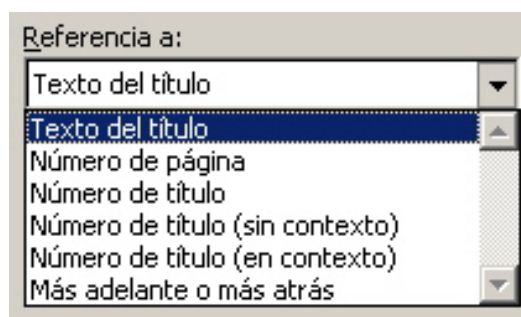 Referencia a:
Texto del título
Texto del título
Número de página
Número de título
Número de título (sin contexto)
Número de título (en contexto)
Más adelante o más atrás